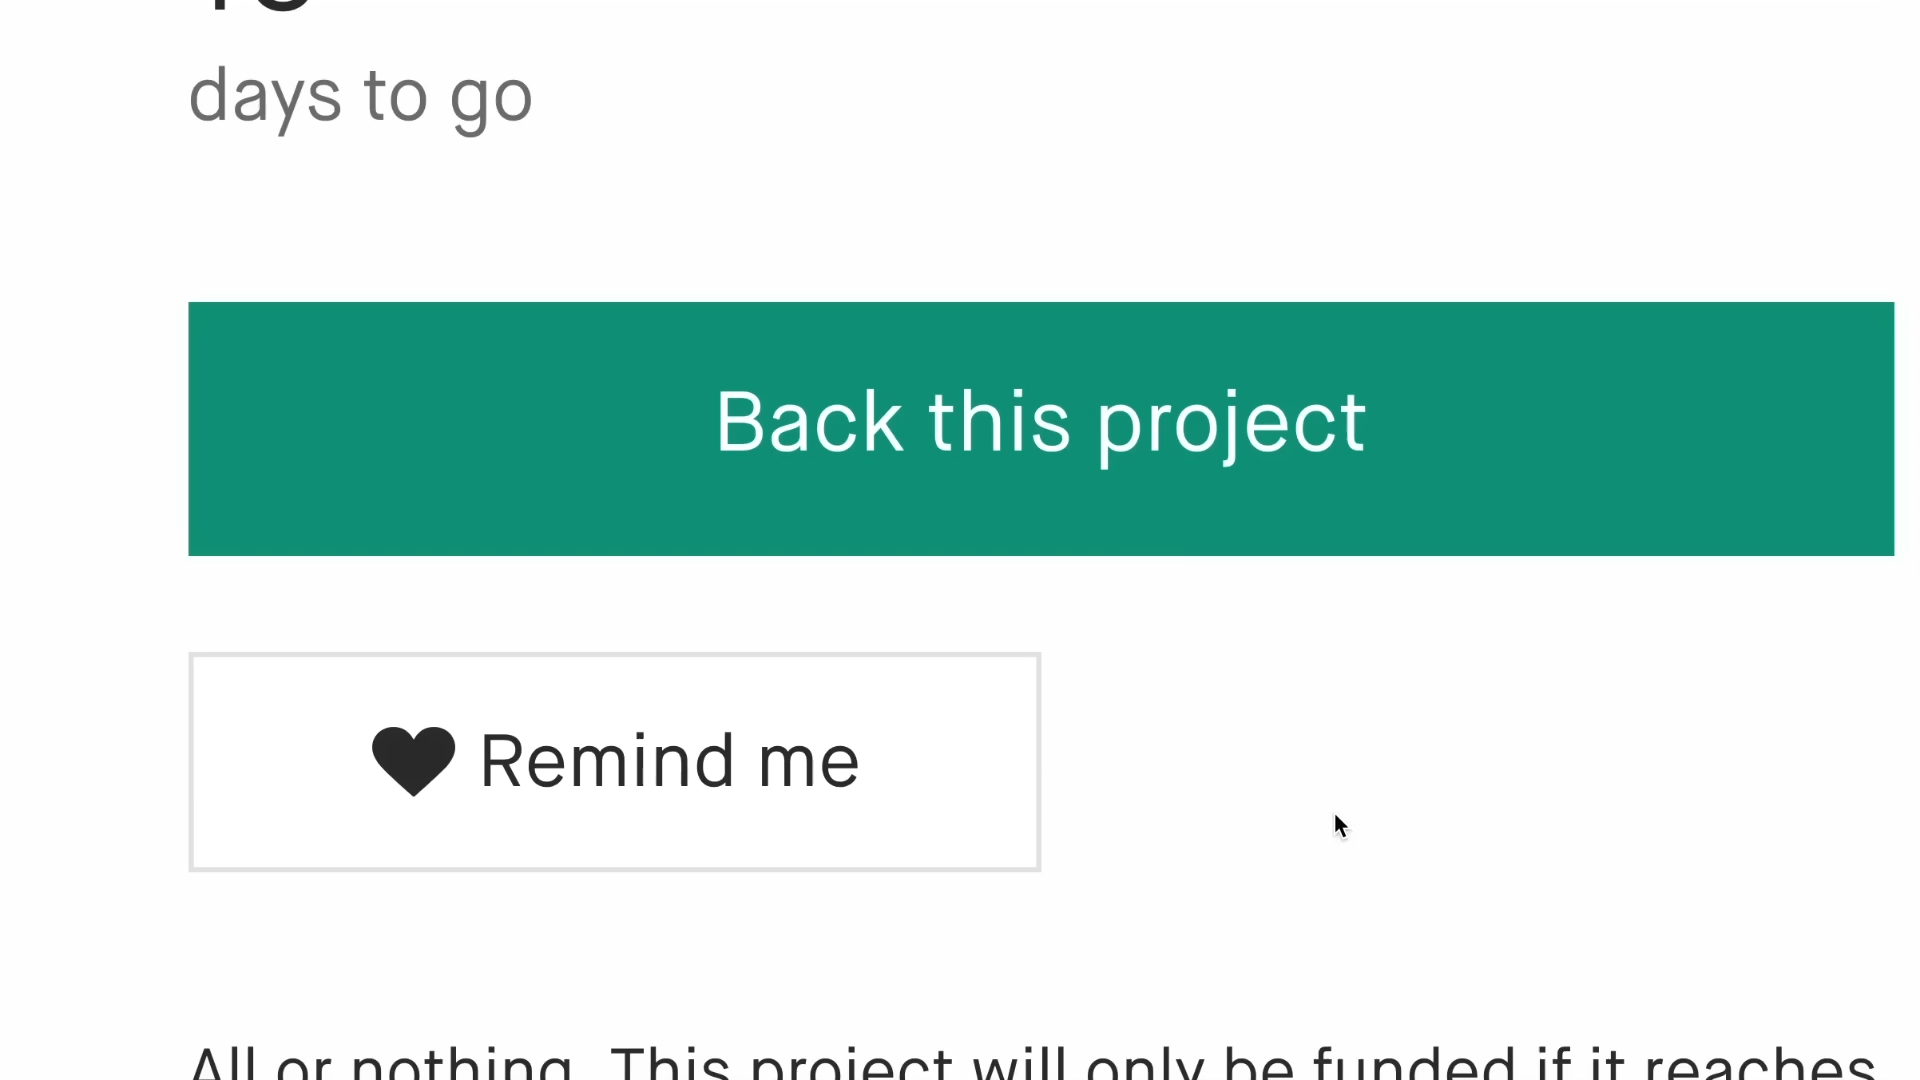 days to go
Back this project
Remind me
All or nothing. This project will only be funded if it reaches